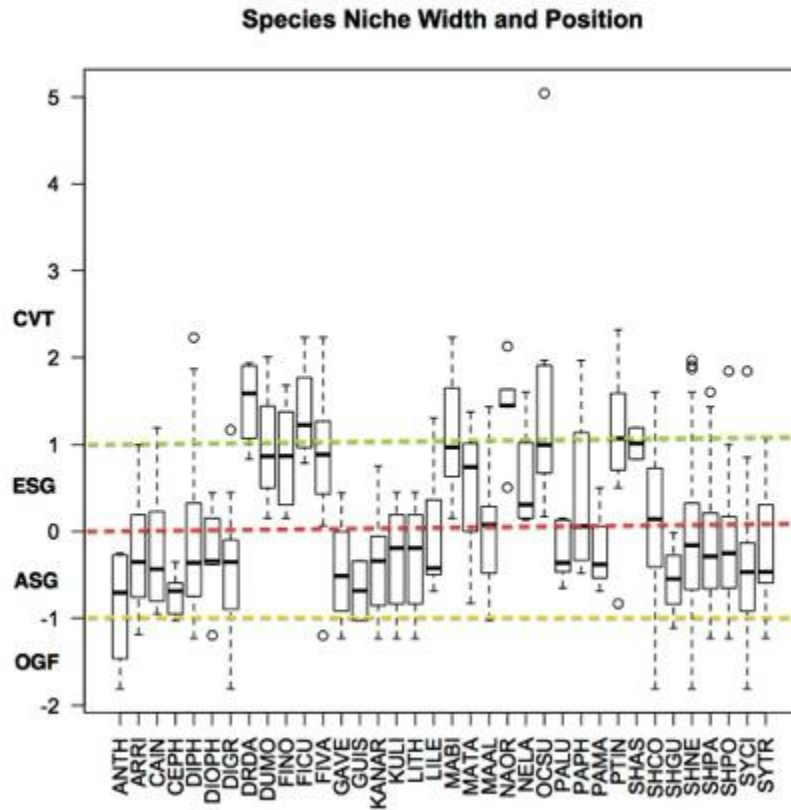 Species Niche Width and Position
5
4
3
CVT
2
1
ESG
0
ASG
-1
OGF
-2
ANTH
ARRI
CAIN
CEPH
DIPH
DIOPH
DIGR
DRDA
DUMO
FINO
FICU
FIVA
GAVE
GUIS
KANAR
KULI
LITH
LILE
MABI
MATA
MAAL
NAOR
NELA
OCSU
PALU
PAPH
PAMA
PTIN
SHAS
SHCO
SHGU
SHNE
SHPA
SHPO
SYCI
SYTR